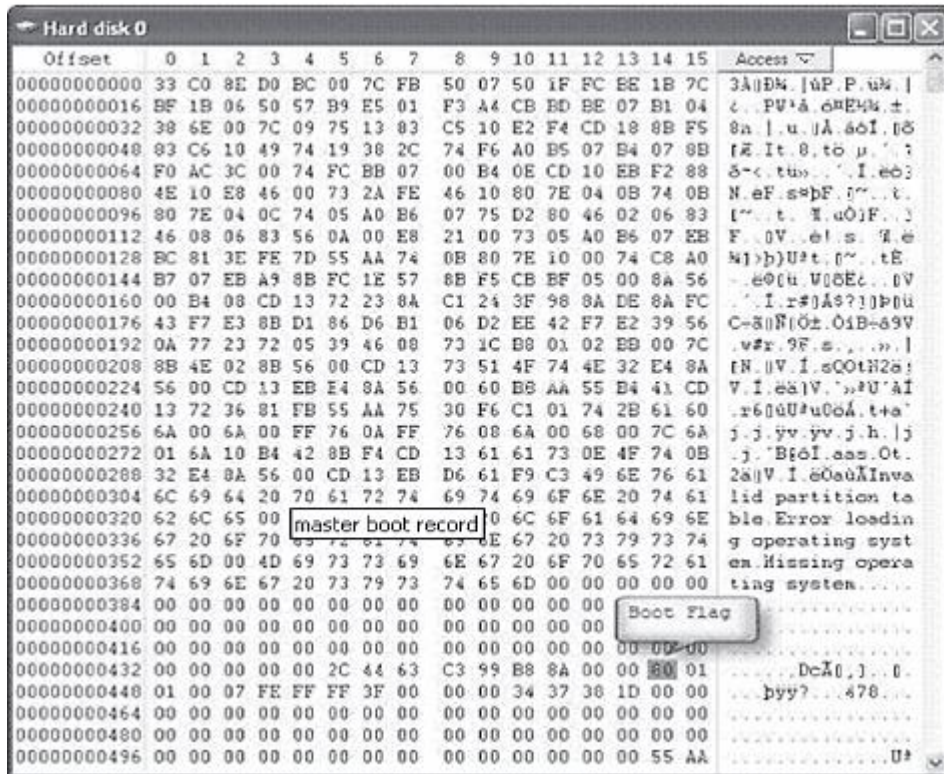 Hard disk 0
Offset 0 1 2 3 4 5 6 7 8 9 10 11 12 13 14 15 Access
00000000000 33 C0 8E D0 BC 00 7C FB 50 07 50 1F FC BE 1B 7C
00000000016 BF 1B 06 50 57 B9 E5 01 F3 A4 CB BD BE 07 B1 04
00000000032 38 6E 00 7C 09 75 13 83 C5 10 E2 F4 CD 18 8B F5
00000000048 83 C6 10 49 74 19 38 2C 74 F6 A0 B5 07 B4 07 8B
00000000064 F0 AC 3C 00 74 FC BB 07 00 B4 0E CD 10 EB F2 88
00000000080 4E 10 E8 46 00 73 2A FE 46 10 80 7E 04 0B 74 0B
00000000096 80 7E 04 0C 74 05 A0 B6 07 75 D2 80 46 02 06 83
00000000112 46 08 06 83 56 0A 00 E8 21 00 73 05 A0 B6 07 EB
00000000128 BC 81 3E FE 7D 55 AA 74 0B 80 7E 10 00 74 C8 A0
00000000144 B7 07 EB A9 8B FC 1E 57 8B F5 CB BF 05 00 8A 56
00000000160 00 B4 08 CD 13 72 23 8A C1 24 3F 98 8A DE 8A FC
00000000176 43 F7 E3 8B D1 86 D6 B1 06 D2 EE 42 F7 E2 39 56
00000000192 0A 77 23 72 05 39 46 08 73 1C B8 01 02 BB 00 7C
00000000208 8B 4E 02 8B 56 00 CD 13 73 51 4F 74 4E 32 E4 8A
00000000224 56 00 CD 13 EB E4 8A 56 00 60 BB AA 55 B4 41 CD
00000000240 13 72 36 81 FB 55 AA 75 30 F6 C1 01 74 2B 61 60
00000000256 6A 00 6A 00 FF 76 0A FF 76 08 6A 00 68 00 7C 6A
00000000272 01 6A 10 B4 42 8B F4 CD 13 61 61 73 0E 4F 74 0B
00000000288 32 E4 8A 56 00 CD 13 EB D6 61 F9 C3 49 6E 76 61
00000000304 6C 69 64 20 70 61 72 74 69 74 69 6F 6E 20 74 61 lid partition ta
00000000320 62 6C 65 00 master boot record 0 6C 6F 61 64 69 6E ble.Error loadin
00000000336 67 20 6F 70 65 72 61 74 69 6E 67 20 73 79 73 74 g operating syst
00000000352 65 6D 00 4D 69 73 73 69 6E 67 20 6F 70 65 72 61 em.Missing opera
00000000368 74 69 6E 67 20 73 79 73 74 65 6D 00 00 00 00 00 ting system.....
00000000384 00 00 00 00 00 00 00 00 00 00 00 00 00
Boot Flag
00000000400 00 00 00 00 00 00 00 00 00 00 00 00 00
00000000416 00 00 00 00 00 00 00 00 00 00 00 00 00 00 00 00
00000000432 00 00 00 00 00 2C 44 63 C3 99 B8 8A 00 00 80 01
00000000448 01 00 07 FE FF FF 3F 00 00 00 34 37 38 1D 00 00 ...þÿÿ?...478...
00000000464 00 00 00 00 00 00 00 00 00 00 00 00 00 00 00 00 ................
00000000480 00 00 00 00 00 00 00 00 00 00 00 00 00 00 00 00 ................
00000000496 00 00 00 00 00 00 00 00 00 00 00 00 00 00 55 AA ..............Uª